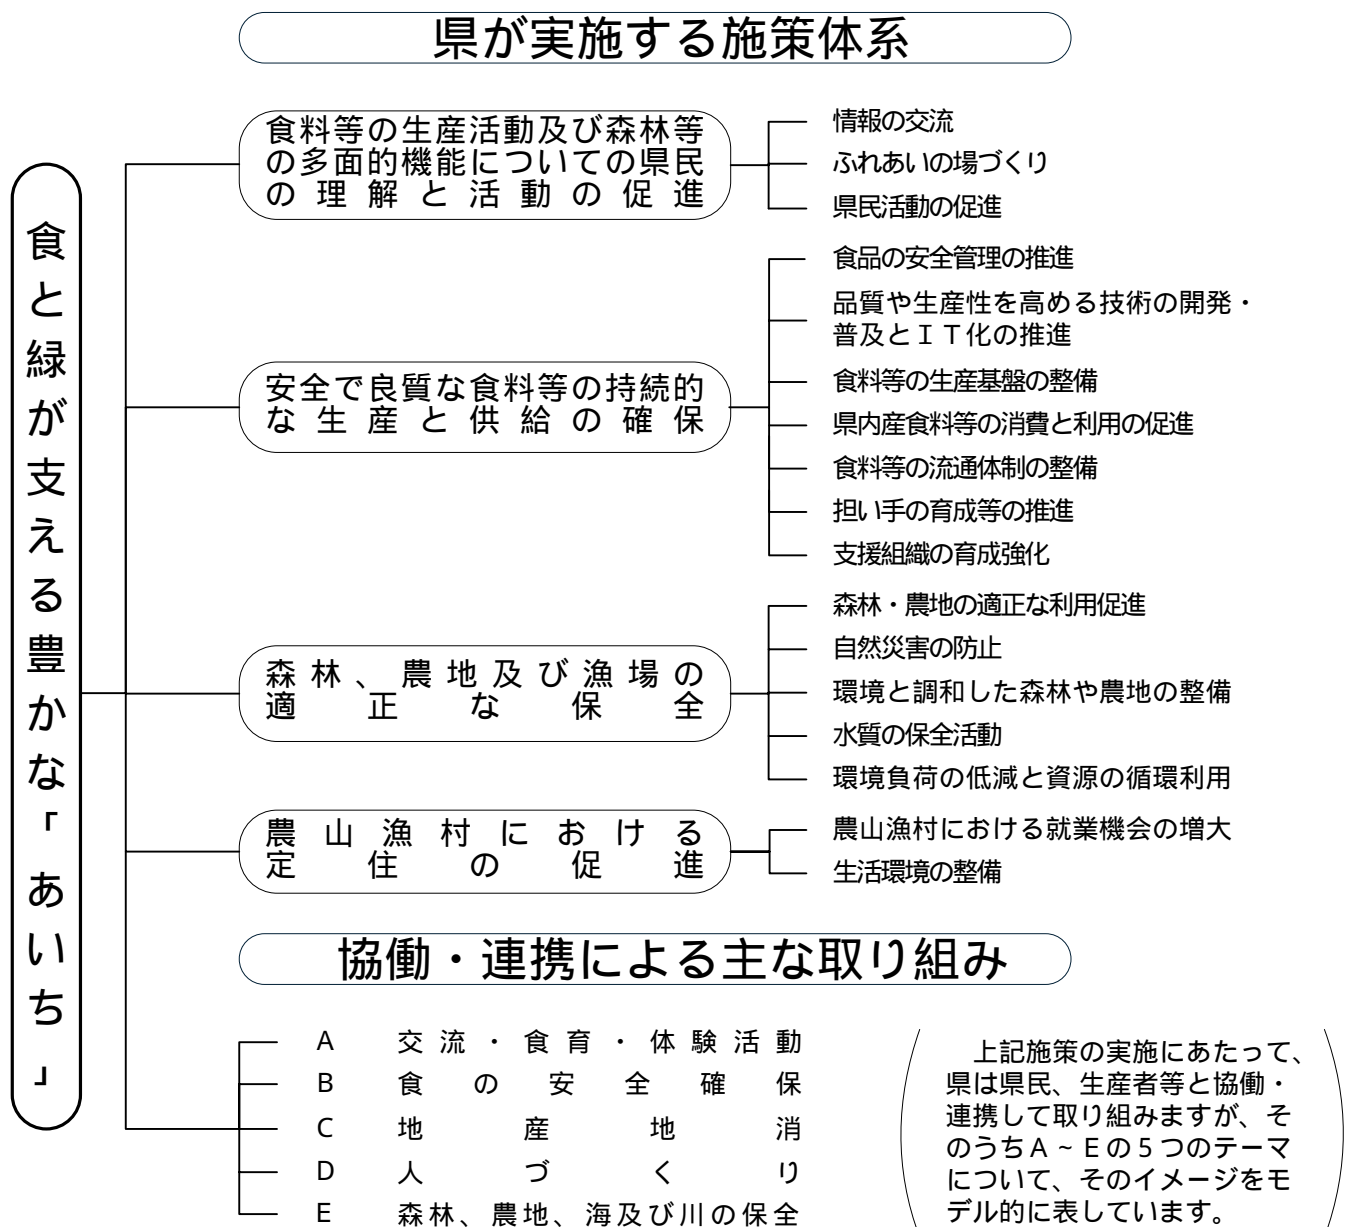 県が実施する施策体系
食と緑が支える豊かな「あいち」
食料等の生産活動及び森林等
の多面的機能についての県民
の理解と活動の促進
情報の交流
ふれあいの場づくり
県民活動の促進
安全で良質な食料等の持続的
な生産と供給の確保
食品の安全管理の推進
品質や生産性を高める技術の開発・
普及とＩＴ化の推進
食料等の生産基盤の整備
県内産食料等の消費と利用の促進
食料等の流通体制の整備
担い手の育成等の推進
支援組織の育成強化
森林、農地及び漁場の
適正な保全
森林・農地の適正な利用促進
自然災害の防止
環境と調和した森林や農地の整備
水質の保全活動
環境負荷の低減と資源の循環利用
農山漁村における
定住の促進
農山漁村における就業機会の増大
生活環境の整備
協働・連携による主な取り組み
A 交流・食育・体験活動
B 食の安全確保
C 地産地消
D 人づくり
E 森林、農地、海及び川の保全
上記施策の実施にあたって、
県は県民、生産者等と協働・
連携して取り組みますが、そ
のうちA～Eの５つのテーマ
について、そのイメージをモ
デル的に表しています。